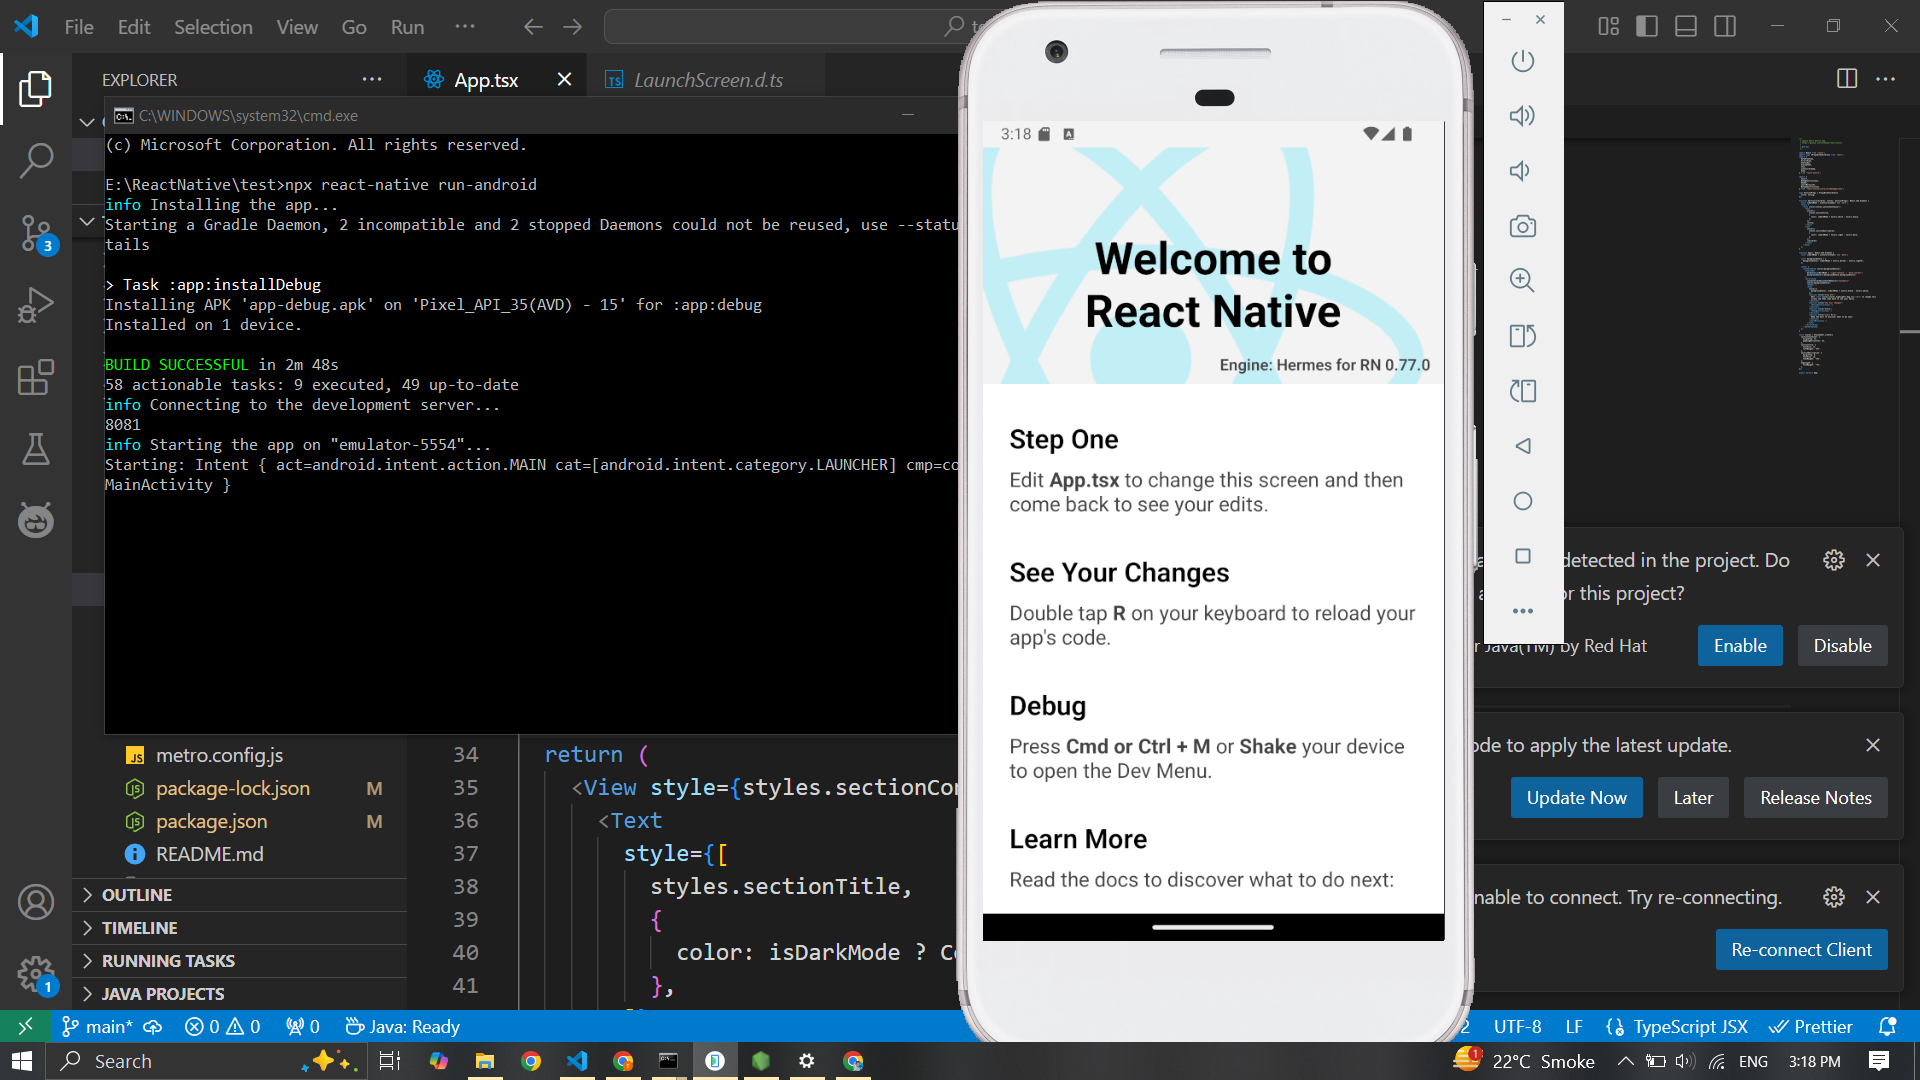 File Edit Selection View Go Run ···
EXPLORER ···
App.tsx
TS LaunchScreen.d.ts
C:\WINDOWS\system32\cmd.exe
(c) Microsoft Corporation. All rights reserved.
E:\ReactNative\test>npx react-native run-android
info Installing the app...
Starting a Gradle Daemon, 2 incompatible and 2 stopped Daemons could not be reused, use --statu
tails
> Task :app:installDebug
Installing APK 'app-debug.apk' on 'Pixel_API_35(AVD) - 15' for :app:debug
Installed on 1 device.
BUILD SUCCESSFUL in 2m 48s
58 actionable tasks: 9 executed, 49 up-to-date
info Connecting to the development server...
8081
info Starting the app on "emulator-5554"...
Starting: Intent { act=android.intent.action.MAIN cat=[android.intent.category.LAUNCHER] cmp=co
MainActivity }
3
JS metro.config.js
package-lock.json M
package.json M
README.md
OUTLINE
TIMELINE
RUNNING TASKS
JAVA PROJECTS
1
34 return (
35 <View style={styles.sectionCon
36 <Text
37 style={[
38 styles.sectionTitle,
39 {
40 color: isDarkMode ? Co
41 },
3:18
Welcome to
React Native
Engine: Hermes for RN 0.77.0
Step One
Edit App.tsx to change this screen and then
come back to see your edits.
See Your Changes
Double tap R on your keyboard to reload your
app's code.
Debug
Press Cmd or Ctrl + M or Shake your device
to open the Dev Menu.
Learn More
Read the docs to discover what to do next:
detected in the project. Do
or this project?
r Java(TM) by Red Hat
Enable Disable
ode to apply the latest update.
Update Now Later Release Notes
nable to connect. Try re-connecting.
Re-connect Client
main* 0 0 0 Java: Ready
2 UTF-8 LF TypeScript JSX Prettier
Search
1 22°C Smoke ENG 3:18 PM